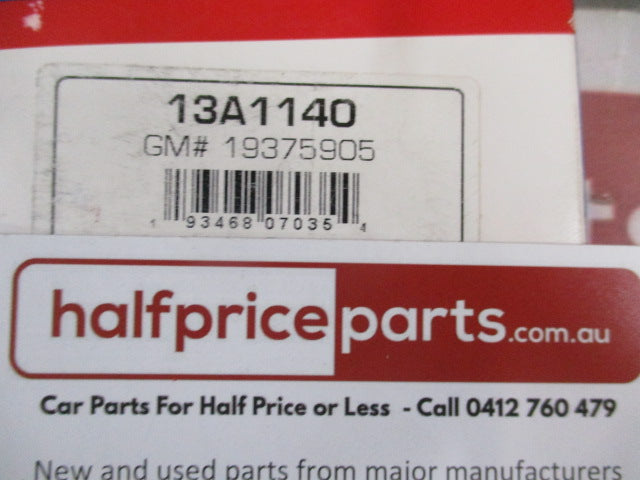 13A1140
GM# 19375905
1 93468 07035 4
halfpriceparts.com.au
Car Parts For Half Price or Less - Call 0412 760 479
New and used parts from major manufacturers